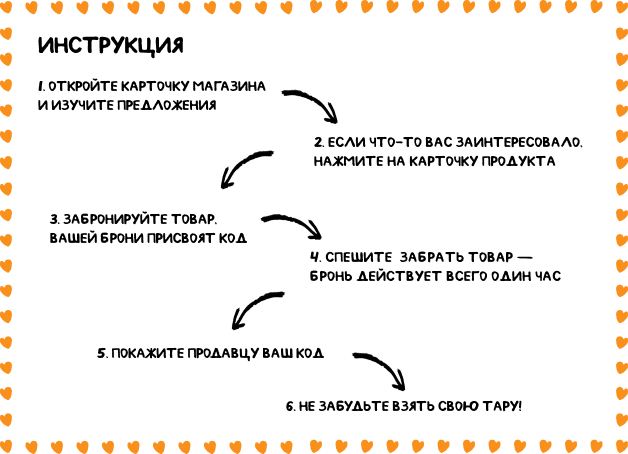 ИНСТРУКЦИЯ
1. ОТКРОЙТЕ КАРТОЧКУ МАГАЗИНА
И ИЗУЧИТЕ ПРЕДЛОЖЕНИЯ
2. ЕСЛИ ЧТО-ТО ВАС ЗАИНТЕРЕСОВАЛО.
НАЖМИТЕ НА КАРТОЧКУ ПРОДУКТА
3. ЗАБРОНИРУЙТЕ ТОВАР.
ВАШЕЙ БРОНИ ПРИСВОЯТ КОД
4. СПЕШИТЕ ЗАБРАТЬ ТОВАР —
БРОНЬ ДЕЙСТВУЕТ ВСЕГО ОДИН ЧАС
5. ПОКАЖИТЕ ПРОДАВЦУ ВАШ КОД
6. НЕ ЗАБУДЬТЕ ВЗЯТЬ СВОЮ ТАРУ!